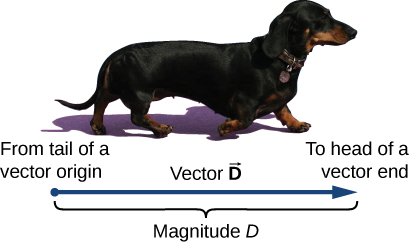 From tail of a
vector origin
Vector D⃗
To head of a
vector end
Magnitude D